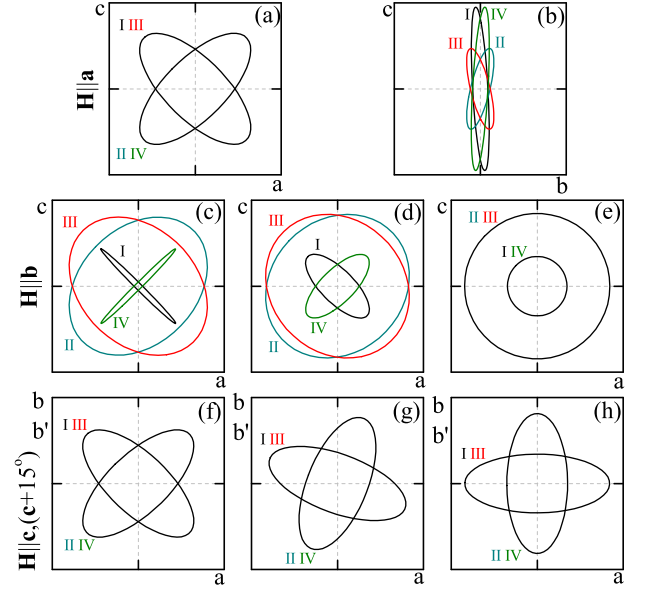 c (a)
I III
H||a
II IV
a
c (b)
I IV
III II
b
c (c)
III
I
H||b
IV
II
a
c (d)
III
I
IV
II
a
c (e)
II III
I IV
a
b (f)
b'
I III
H||c,(c+15°)
II IV
a
b (g)
b'
I III
II IV
a
b (h)
b'
I III
II IV
a